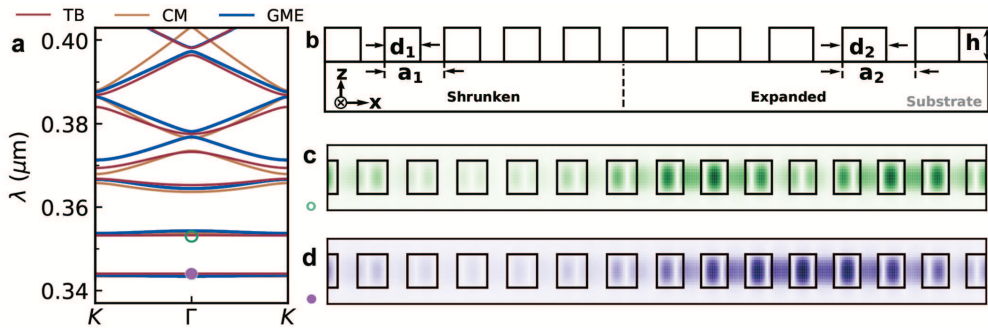 TB CM GME
a
0.40
0.38
0.36
0.34
λ (μm)
K Γ K
b
d₁
a₁
d₂
a₂
h
z
x
Shrunken
Expanded
Substrate
c
d